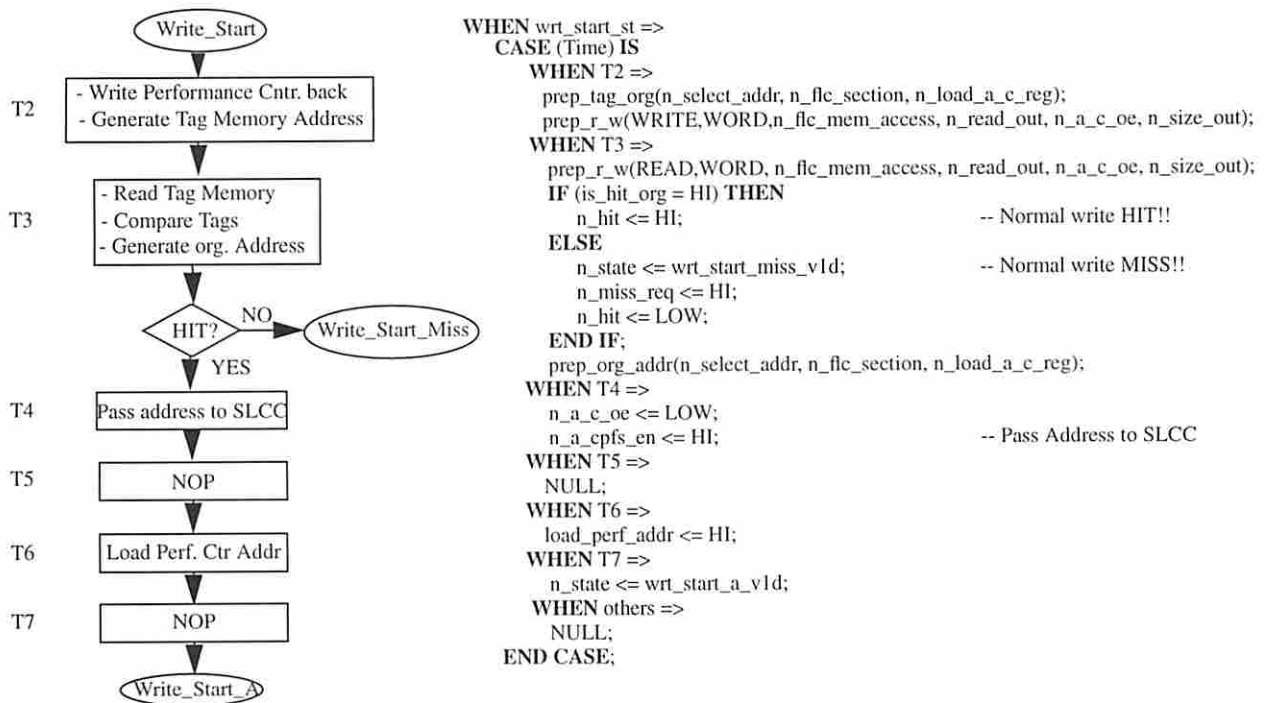 Write_Start
T2
- Write Performance Cntr. back
- Generate Tag Memory Address
T3
- Read Tag Memory
- Compare Tags
- Generate org. Address
HIT?
NO
Write_Start_Miss
YES
T4
Pass address to SLCC
T5
NOP
T6
Load Perf. Ctr Addr
T7
NOP
Write_Start_A
WHEN wrt_start_st =>
CASE (Time) IS
WHEN T2 =>
prep_tag_org(n_select_addr, n_flc_section, n_load_a_c_reg);
prep_r_w(WRITE,WORD,n_flc_mem_access, n_read_out, n_a_c_oe, n_size_out);
WHEN T3 =>
prep_r_w(READ,WORD, n_flc_mem_access, n_read_out, n_a_c_oe, n_size_out);
IF (is_hit_org = HI) THEN
n_hit <= HI; -- Normal write HIT!!
ELSE
n_state <= wrt_start_miss_v1d; -- Normal write MISS!!
n_miss_req <= HI;
n_hit <= LOW;
END IF;
prep_org_addr(n_select_addr, n_flc_section, n_load_a_c_reg);
WHEN T4 =>
n_a_c_oe <= LOW;
n_a_cpfs_en <= HI; -- Pass Address to SLCC
WHEN T5 =>
NULL;
WHEN T6 =>
load_perf_addr <= HI;
WHEN T7 =>
n_state <= wrt_start_a_v1d;
WHEN others =>
NULL;
END CASE;